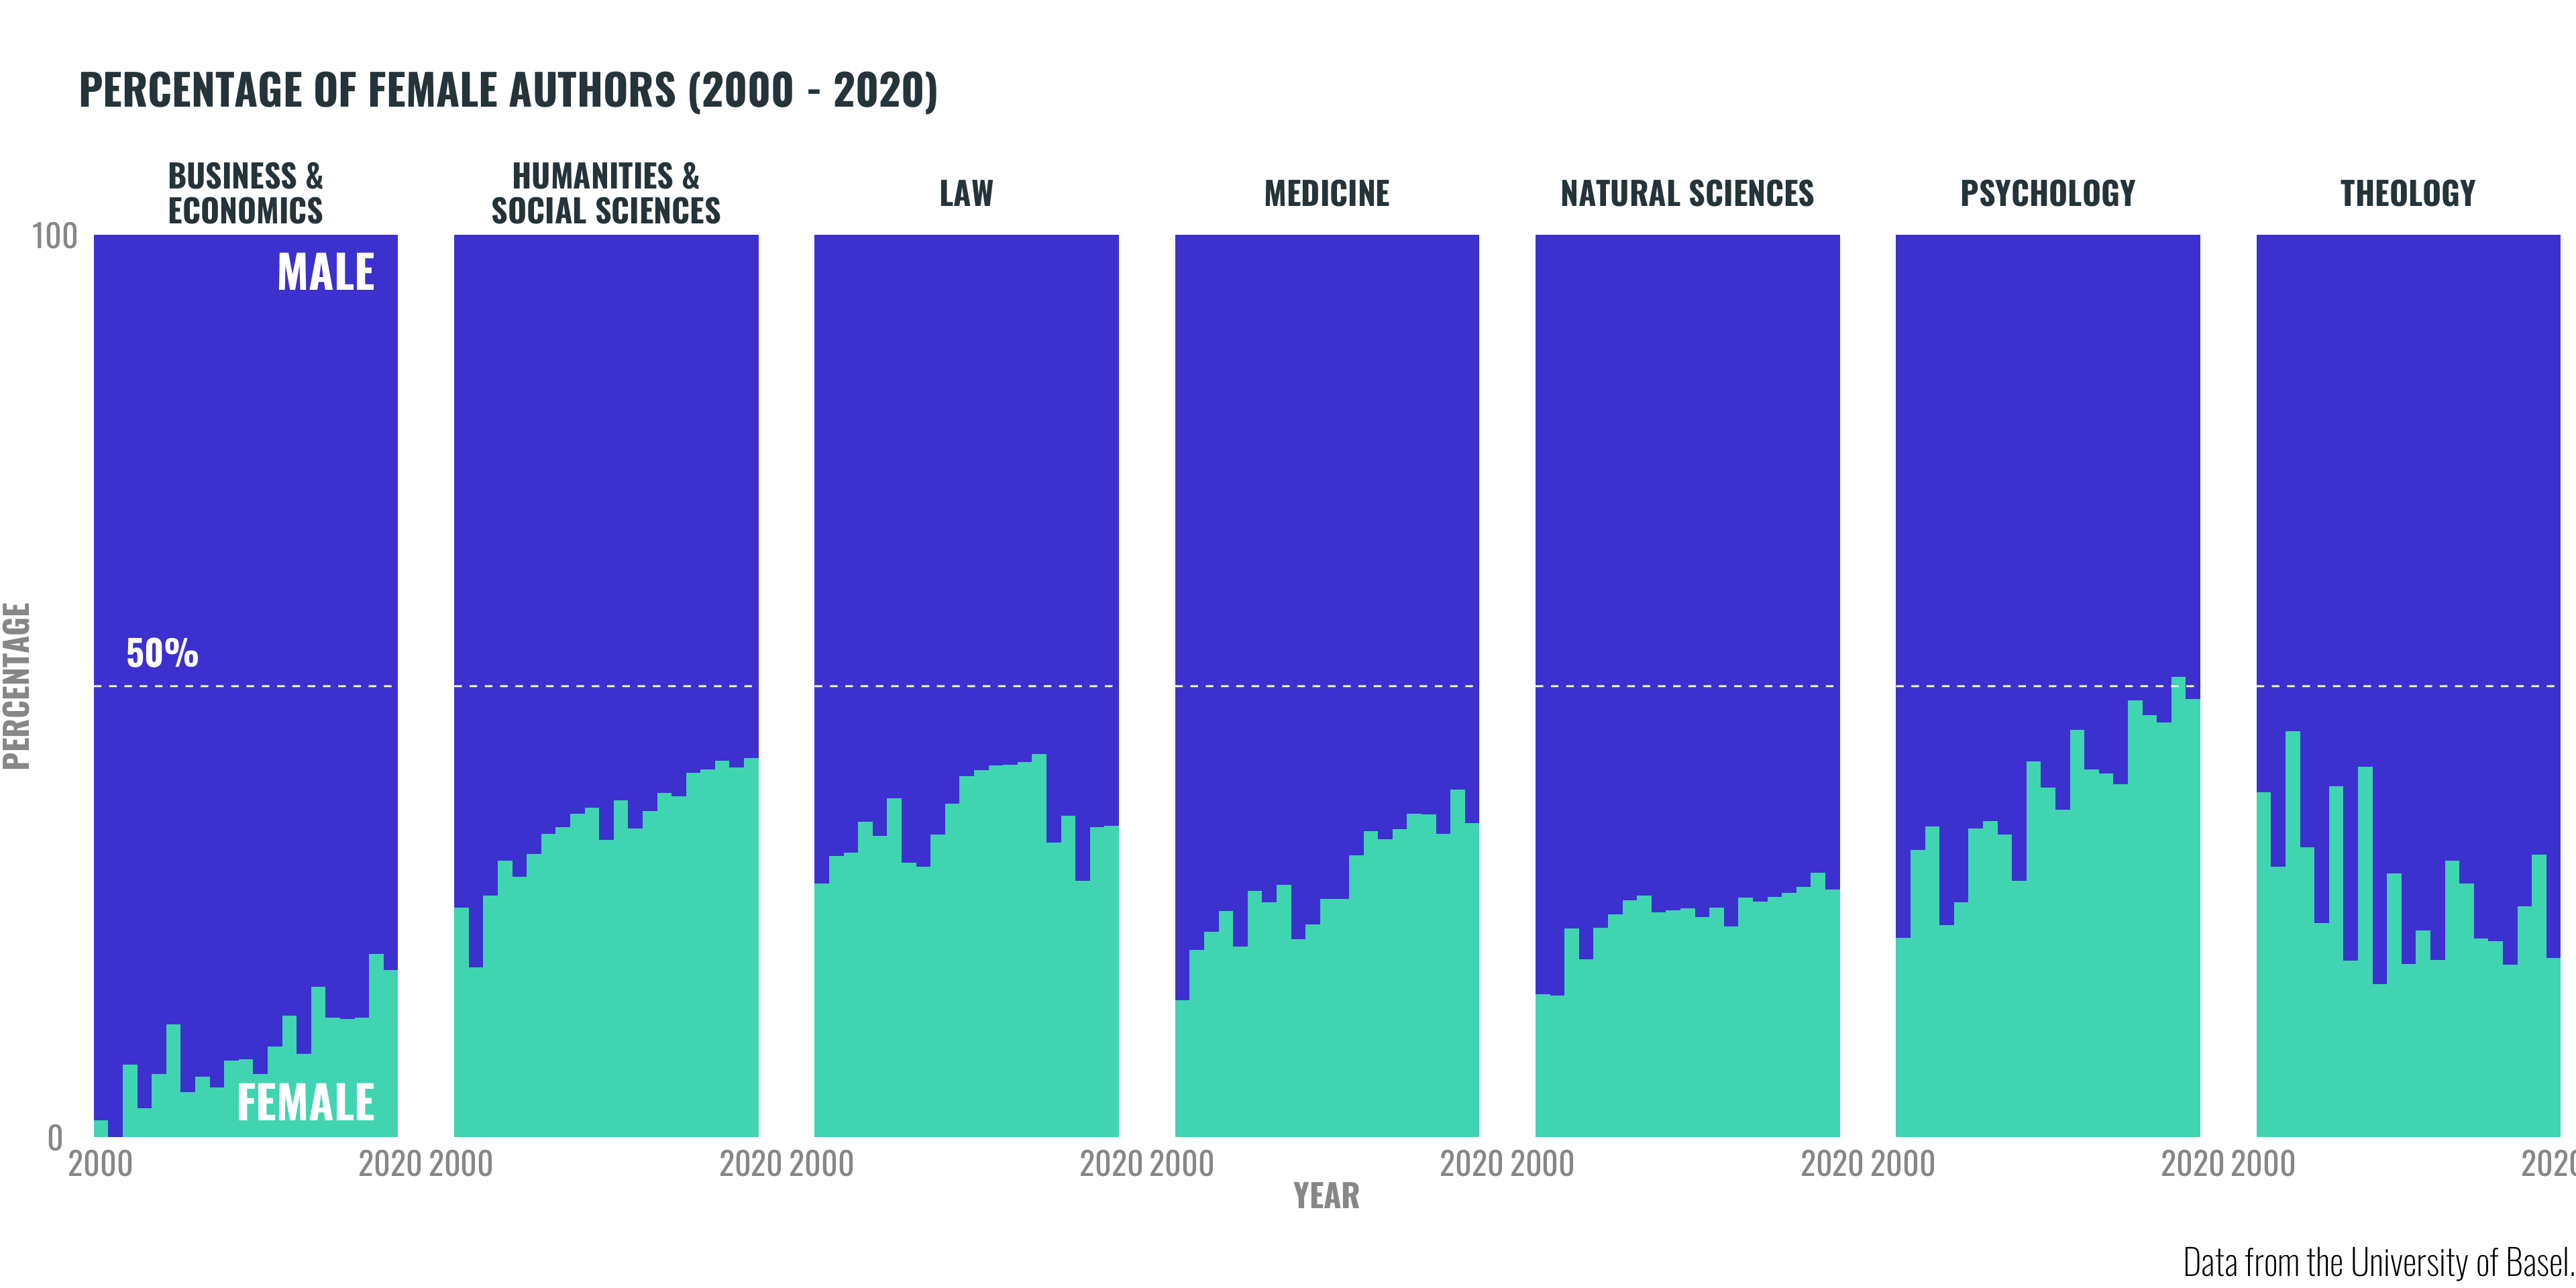 PERCENTAGE OF FEMALE AUTHORS (2000 - 2020)
BUSINESS &
ECONOMICS
HUMANITIES &
SOCIAL SCIENCES
LAW
MEDICINE
NATURAL SCIENCES
PSYCHOLOGY
THEOLOGY
100
MALE
50%
PERCENTAGE
FEMALE
0
2000 2020 2000 2020 2000 2020 2000 2020 2000 2020 2000 2020 2000 2020
YEAR
Data from the University of Basel.